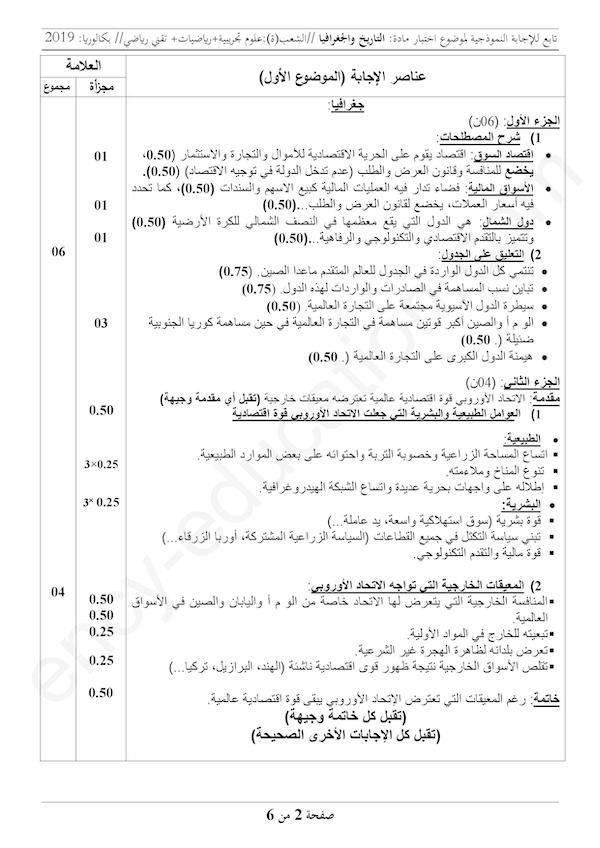 تابع للإجابة النموذجية لموضوع اختبار مادة: التاريخ والجغرافيا //الشعب(ة):علوم تجريبية+رياضيات+ تقني رياضي// بكالوريا: 2019
العلامة
عناصر الإجابة (الموضوع الأول)
مجزأة
مجموع
جغرافيا:
الجزء الأول: (06ن)
1) شرح المصطلحات:
• اقتصاد السوق: اقتصاد يقوم على الحرية الاقتصادية للأموال والتجارة والاستثمار (0.50)،
01
يخضع للمنافسة وقانون العرض والطلب (عدم تدخل الدولة في توجيه الاقتصاد) (0.50).
• الأسواق المالية: فضاء تدار فيه العمليات المالية كبيع الاسهم والسندات (0.50)، كما تحدد
فيه أسعار العملات، يخضع لقانون العرض والطلب...(0.50)
01
• دول الشمال: هي الدول التي يقع معظمها في النصف الشمالي للكرة الأرضية (0.50)
وتتميز بالتقدم الاقتصادي والتكنولوجي والرفاهية...(0.50)
01
2) التعليق على الجدول:
06
• تنتمي كل الدول الواردة في الجدول للعالم المتقدم ماعدا الصين. (0.75)
• تباين نسب المساهمة في الصادرات والواردات لهذه الدول. (0.75)
• سيطرة الدول الآسيوية مجتمعة على التجارة العالمية. (0.50)
• الو م أ والصين أكبر قوتين مساهمة في التجارة العالمية في حين مساهمة كوريا الجنوبية
03
ضئيلة (. 0.50)
• هيمنة الدول الكبرى على التجارة العالمية (. 0.50)
الجزء الثاني: (04ن)
مقدمة: الاتحاد الأوروبي قوة اقتصادية عالمية تعترضه معيقات خارجية (تقبل أي مقدمة وجيهة)
0.50
1) العوامل الطبيعية والبشرية التي جعلت الاتحاد الأوروبي قوة اقتصادية
• الطبيعية:
▪ اتساع المساحة الزراعية وخصوبة التربة واحتوائه على بعض الموارد الطبيعية.
▪ تنوع المناخ وملاءمته.
3×0.25
▪ إطلاله على واجهات بحرية عديدة واتساع الشبكة الهيدروغرافية.
• البشرية:
3× 0.25
▪ قوة بشرية (سوق استهلاكية واسعة، يد عاملة...)
▪ تبني سياسة التكتل في جميع القطاعات (السياسة الزراعية المشتركة، أوربا الزرقاء...)
▪ قوة مالية والتقدم التكنولوجي.
2) المعيقات الخارجية التي تواجه الاتحاد الأوروبي:
04
▪ المنافسة الخارجية التي يتعرض لها الاتحاد خاصة من الو م أ واليابان والصين في الأسواق
0.50
العالمية.
0.50
▪ تبعيته للخارج في المواد الأولية.
0.25
▪ تعرض بلدانه لظاهرة الهجرة غير الشرعية.
▪ تقلص الأسواق الخارجية نتيجة ظهور قوى اقتصادية ناشئة (الهند، البرازيل، تركيا...)
0.25
خاتمة: رغم المعيقات التي تعترض الإتحاد الأوروبي يبقى قوة اقتصادية عالمية.
0.50
(تقبل كل خاتمة وجيهة)
(تقبل كل الإجابات الأخرى الصحيحة)
صفحة 2 من 6